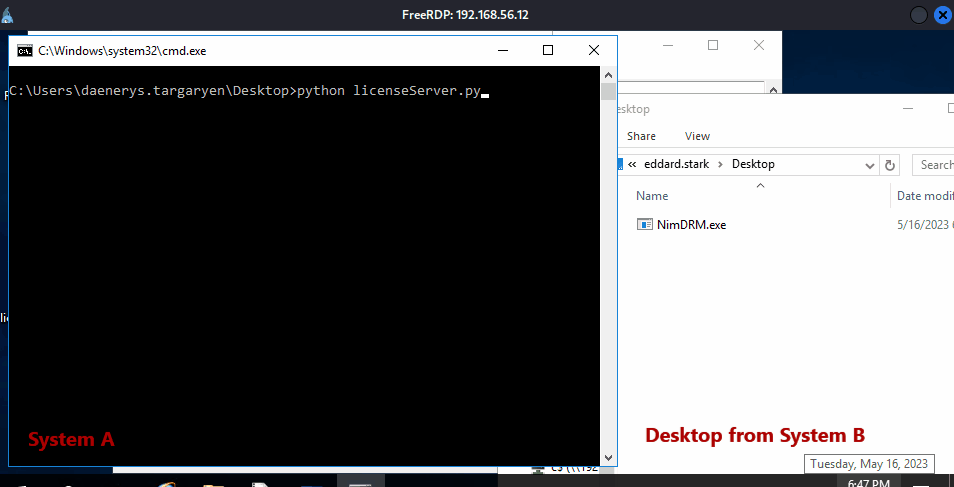 FreeRDP: 192.168.56.12
C:\Windows\system32\cmd.exe
C:\Users\daenerys.targaryen\Desktop>python licenseServer.py
esktop
Share View
« eddard.stark > Desktop
Search
Name Date modif
NimDRM.exe 5/16/2023
System A
Desktop from System B
Tuesday, May 16, 2023
6:47 PM